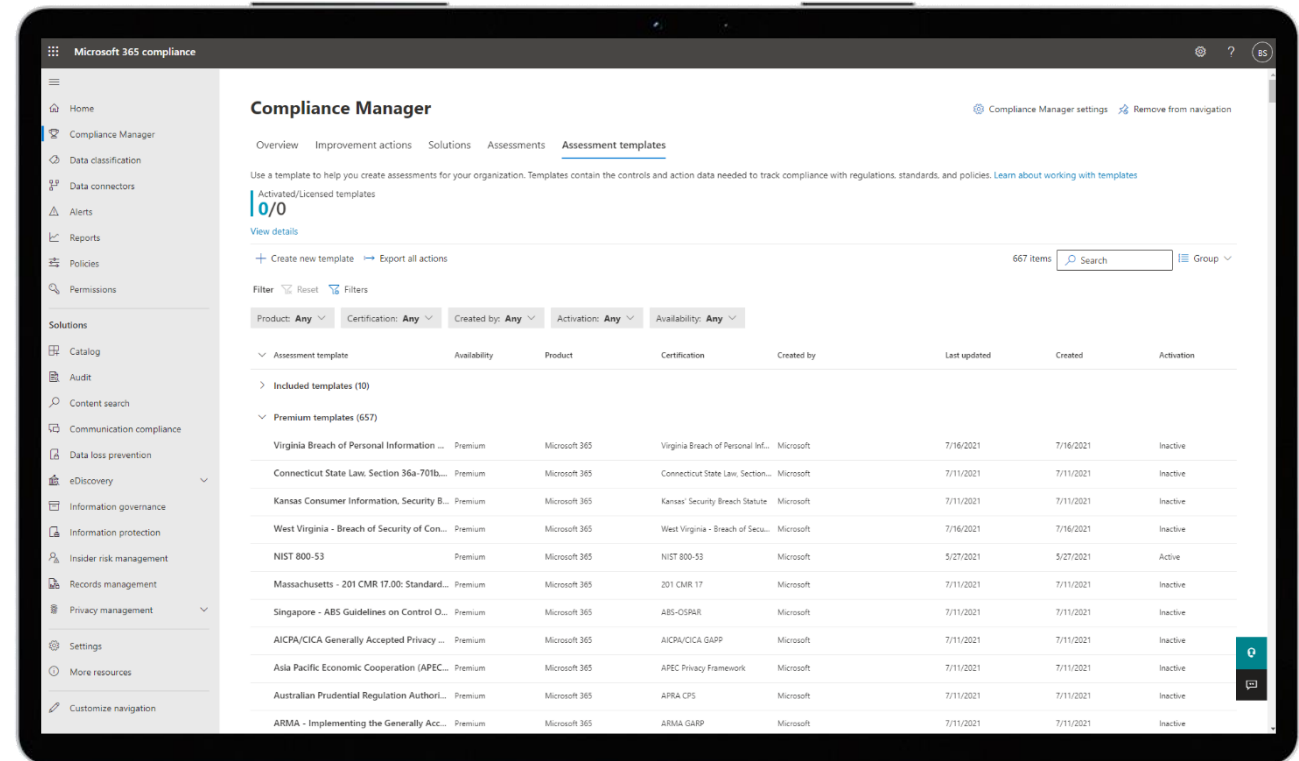 Microsoft 365 compliance
?
BS
Home
Compliance Manager
Data classification
Data connectors
Alerts
Reports
Policies
Permissions
Solutions
Catalog
Audit
Content search
Communication compliance
Data loss prevention
eDiscovery
Information governance
Information protection
Insider risk management
Records management
Privacy management
Settings
More resources
Customize navigation
Compliance Manager
Compliance Manager settings Remove from navigation
Overview Improvement actions Solutions Assessments Assessment templates
Use a template to help you create assessments for your organization. Templates contain the controls and action data needed to track compliance with regulations, standards, and policies. Learn about working with templates
Activated/Licensed templates
0/0
View details
Create new template Export all actions 667 items Search Group
Filter Reset Filters
Product: Any Certification: Any Created by: Any Activation: Any Availability: Any
Assessment template Availability Product Certification Created by Last updated Created Activation
Included templates (10)
Premium templates (657)
Virginia Breach of Personal Information ... Premium Microsoft 365 Virginia Breach of Personal Inf... Microsoft 7/16/2021 7/16/2021 Inactive
Connecticut State Law, Section 36a-701b,... Premium Microsoft 365 Connecticut State Law, Section... Microsoft 7/11/2021 7/11/2021 Inactive
Kansas Consumer Information, Security B... Premium Microsoft 365 Kansas' Security Breach Statute Microsoft 7/11/2021 7/11/2021 Inactive
West Virginia - Breach of Security of Con... Premium Microsoft 365 West Virginia - Breach of Secu... Microsoft 7/16/2021 7/16/2021 Inactive
NIST 800-53 Premium Microsoft 365 NIST 800-53 Microsoft 5/27/2021 5/27/2021 Active
Massachusetts - 201 CMR 17.00: Standard... Premium Microsoft 365 201 CMR 17 Microsoft 7/11/2021 7/11/2021 Inactive
Singapore - ABS Guidelines on Control O... Premium Microsoft 365 ABS-OSPAR Microsoft 7/11/2021 7/11/2021 Inactive
AICPA/CICA Generally Accepted Privacy ... Premium Microsoft 365 AICPA/CICA GAPP Microsoft 7/11/2021 7/11/2021 Inactive
Asia Pacific Economic Cooperation (APEC... Premium Microsoft 365 APEC Privacy Framework Microsoft 7/11/2021 7/11/2021 Inactive
Australian Prudential Regulation Authori... Premium Microsoft 365 APRA CPS Microsoft 7/11/2021 7/11/2021 Inactive
ARMA - Implementing the Generally Acc... Premium Microsoft 365 ARMA GARP Microsoft 7/11/2021 7/11/2021 Inactive